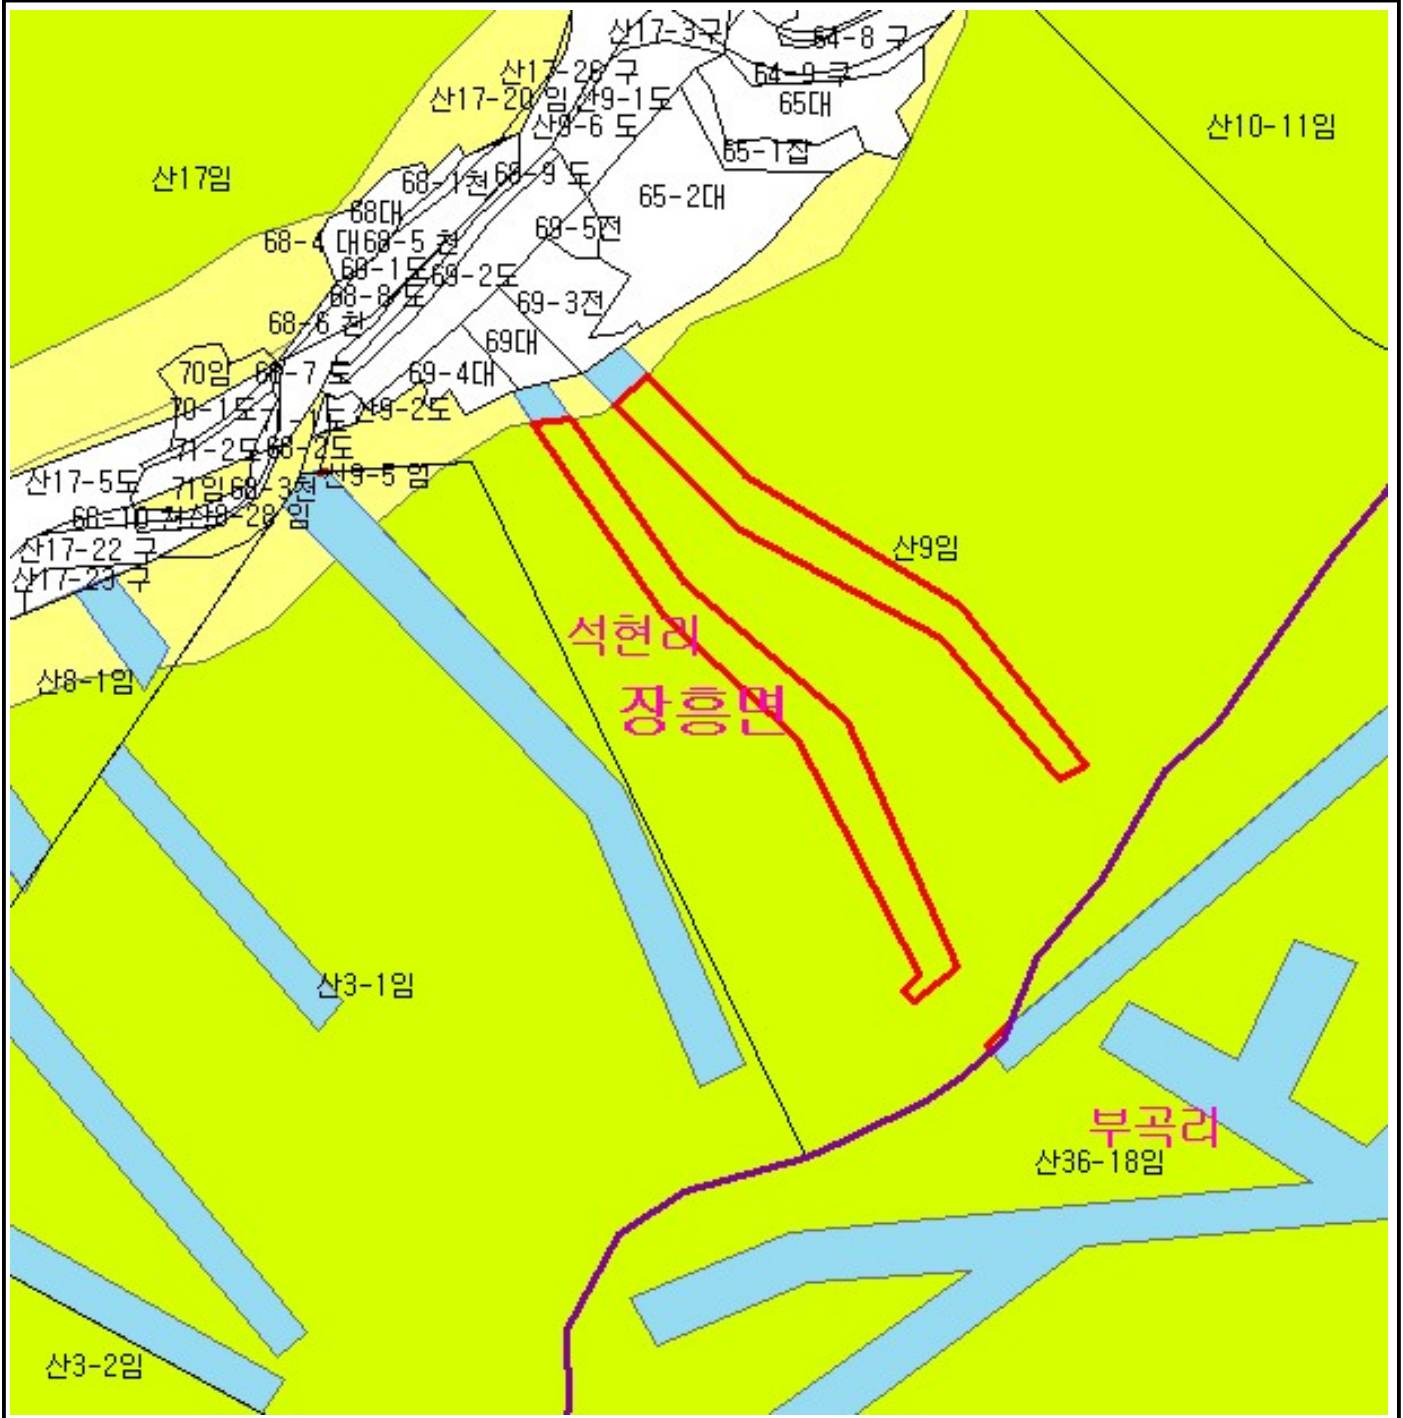 산17-3구
64-8 구
산17-26 구
64-9 구
산17-20 임
산9-1도
65대
산9-6 도
산10-11임
65-1잡
산17임
68-1천
68-9 도
65-2대
68대
69-5전
68-4 대
68-5 천
68-1도
69-2도
68-8 도
69-3전
68-6 천
69대
70임
68-7 도
69-4대
70-1도
산9-2도
71-2도
68-2도
산9-5 임
산17-5도
71임
68-3천
68-10 천
산8-28 임
산17-22 구
산17-23 구
산9임
석현리
산8-1임
장흥면
산3-1임
부곡리
산36-18임
산3-2임